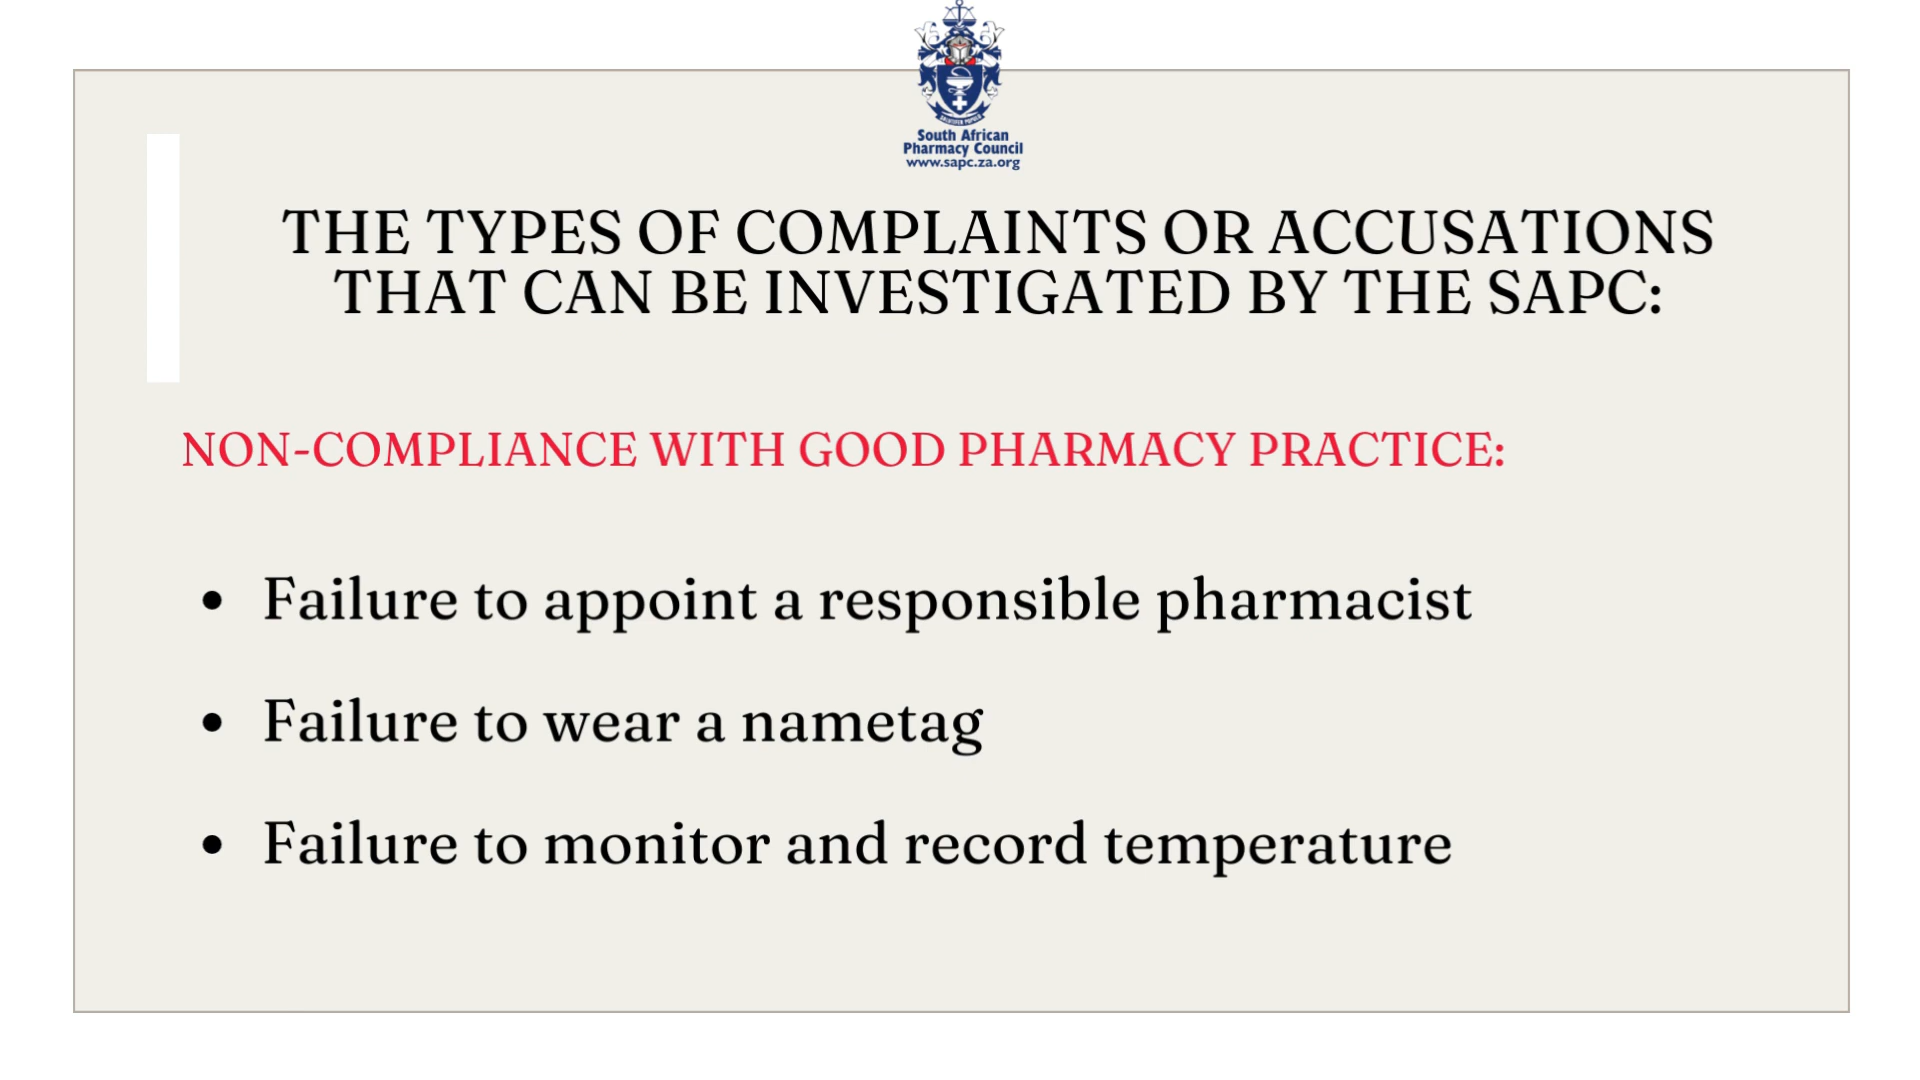 South African
Pharmacy Council
www.sapc.za.org
THE TYPES OF COMPLAINTS OR ACCUSATIONS
THAT CAN BE INVESTIGATED BY THE SAPC:
NON-COMPLIANCE WITH GOOD PHARMACY PRACTICE:
• Failure to appoint a responsible pharmacist
• Failure to wear a nametag
• Failure to monitor and record temperature